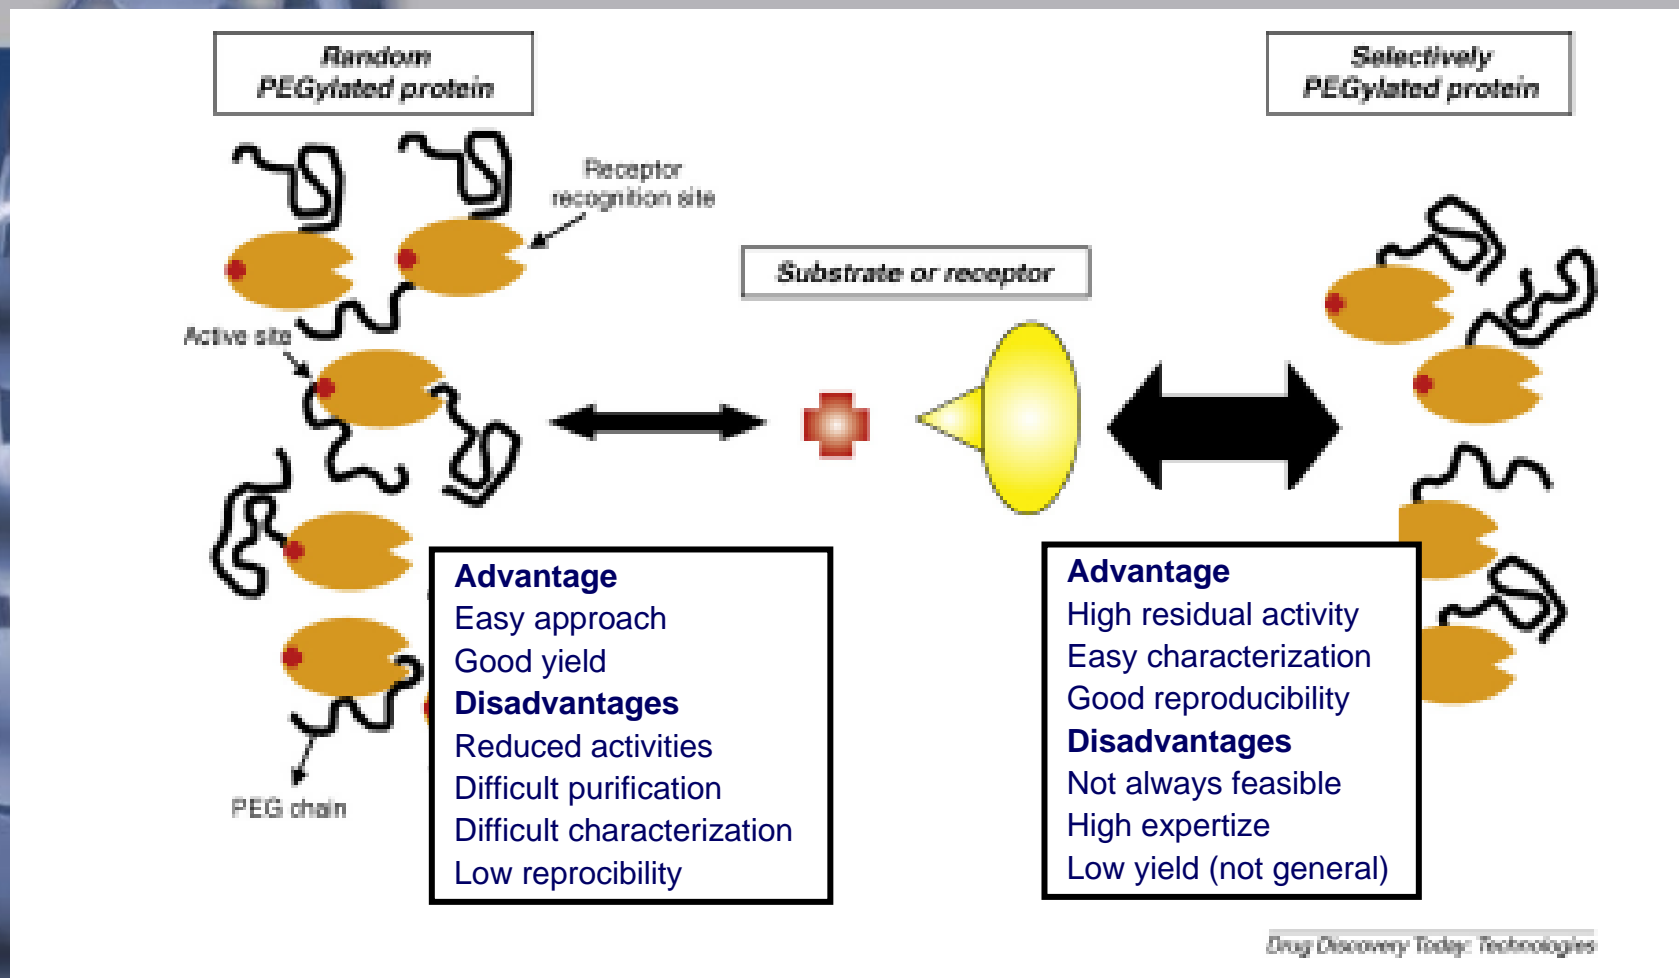 Random
PEGylated protein
Selectively
PEGylated protein
Receptor
recognition site
Substrate or receptor
Active site
PEG chain
Advantage
Easy approach
Good yield
Disadvantages
Reduced activities
Difficult purification
Difficult characterization
Low reprocibility
Advantage
High residual activity
Easy characterization
Good reproducibility
Disadvantages
Not always feasible
High expertize
Low yield (not general)
Drug Discovery Today: Technologies